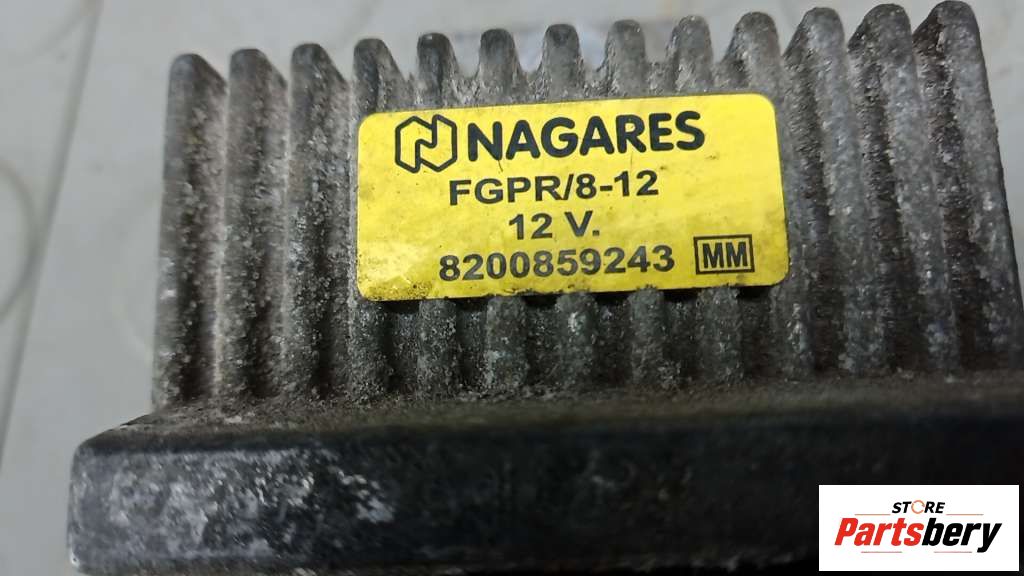 NAGARES
FGPR/8-12
12 V.
8200859243 MM
STORE
Partsbery